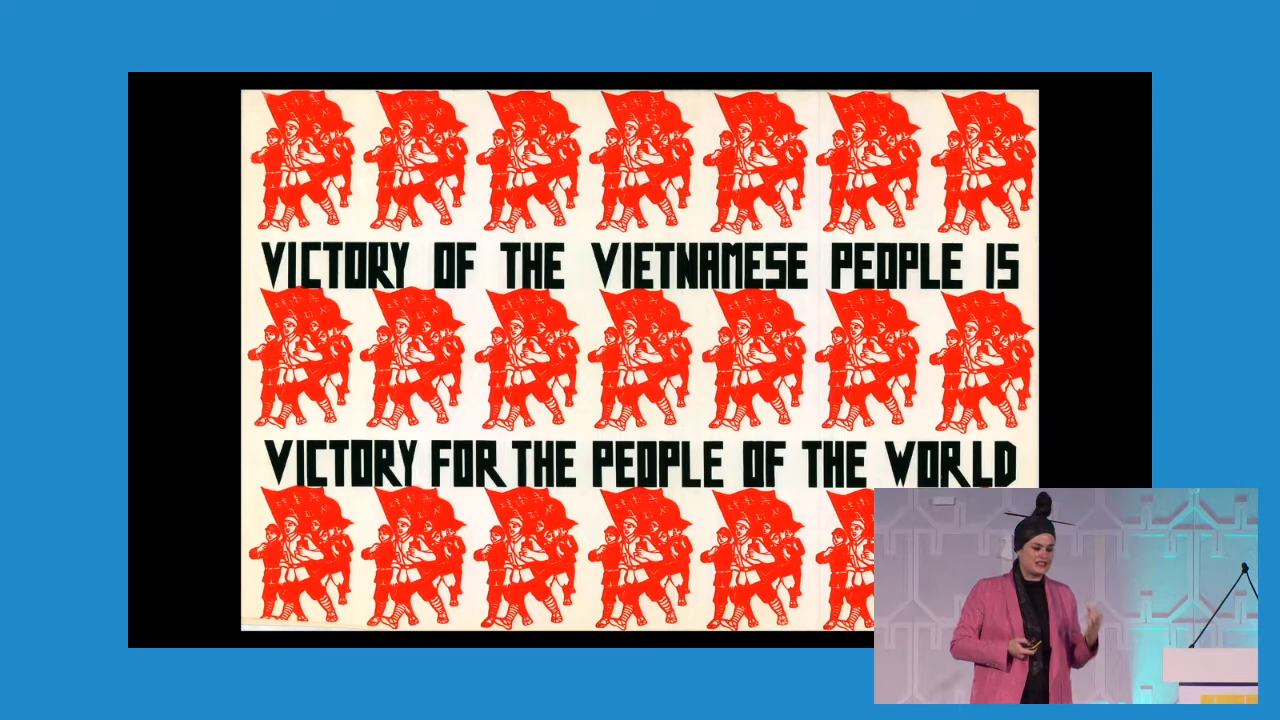 VICTORY OF THE VIETNAMESE PEOPLE IS
VICTORY FOR THE PEOPLE OF THE WORLD